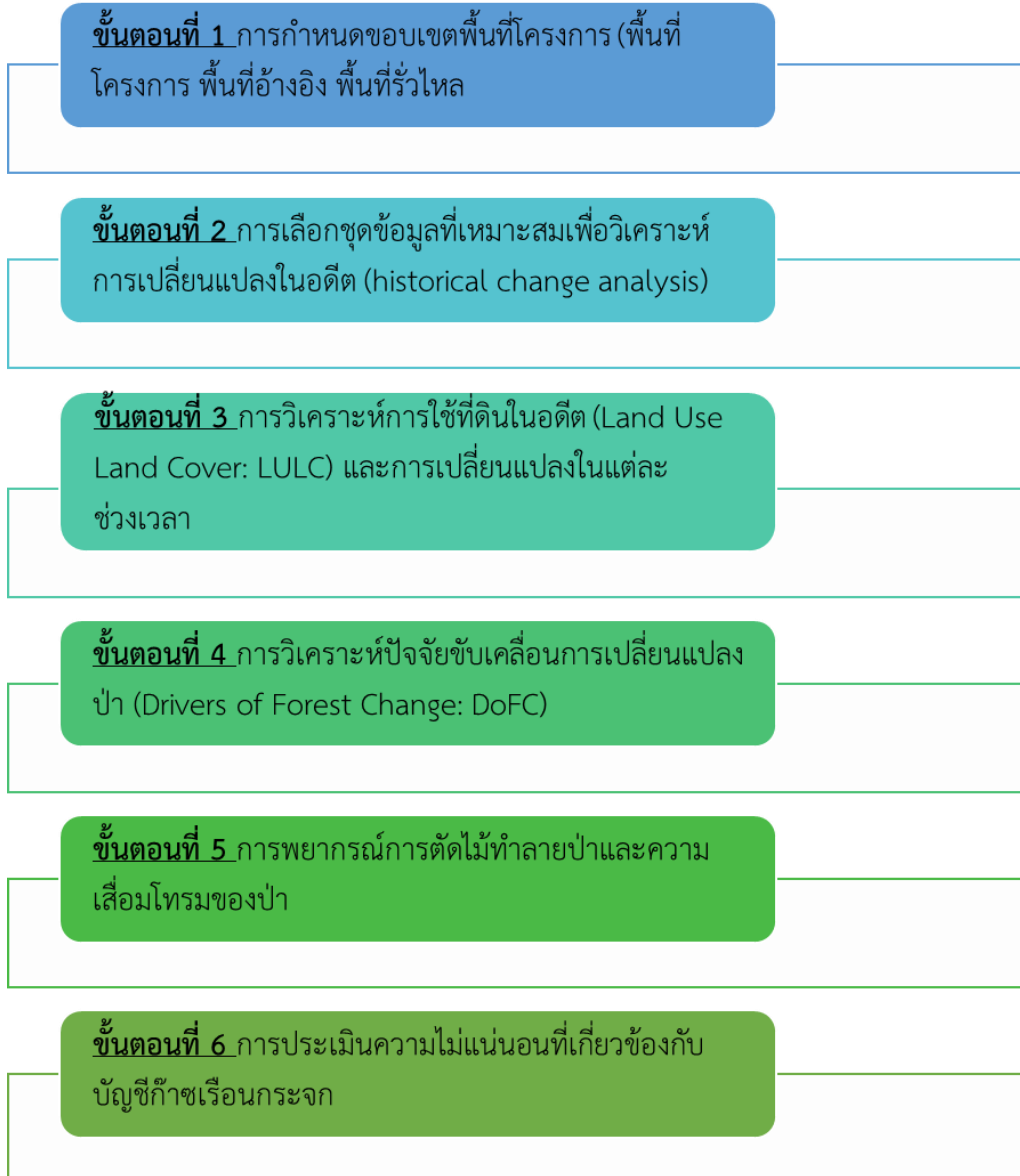 ขั้นตอนที่ 1 การกำหนดขอบเขตพื้นที่โครงการ (พื้นที่
โครงการ พื้นที่อ้างอิง พื้นที่รั่วไหล
ขั้นตอนที่ 2 การเลือกชุดข้อมูลที่เหมาะสมเพื่อวิเคราะห์
การเปลี่ยนแปลงในอดีต (historical change analysis)
ขั้นตอนที่ 3 การวิเคราะห์การใช้ที่ดินในอดีต (Land Use
Land Cover: LULC) และการเปลี่ยนแปลงในแต่ละ
ช่วงเวลา
ขั้นตอนที่ 4 การวิเคราะห์ปัจจัยขับเคลื่อนการเปลี่ยนแปลง
ป่า (Drivers of Forest Change: DoFC)
ขั้นตอนที่ 5 การพยากรณ์การตัดไม้ทำลายป่าและความ
เสื่อมโทรมของป่า
ขั้นตอนที่ 6 การประเมินความไม่แน่นอนที่เกี่ยวข้องกับ
บัญชีก๊าซเรือนกระจก